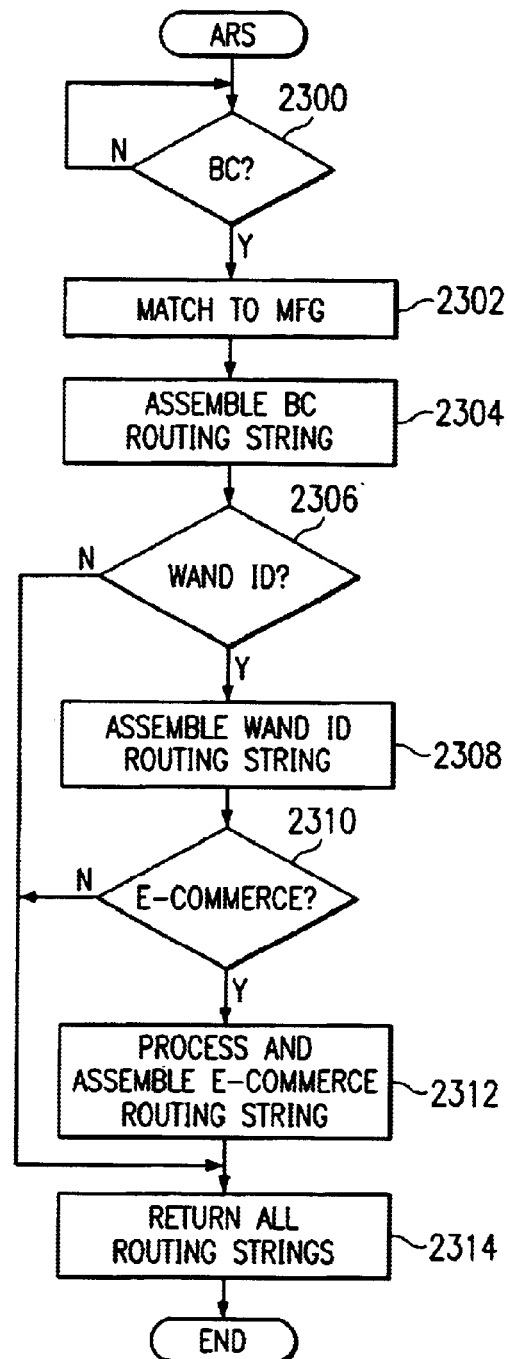 ARS
2300
N
BC?
Y
MATCH TO MFG
2302
ASSEMBLE BC
ROUTING STRING
2304
2306
N
WAND ID?
Y
ASSEMBLE WAND ID
ROUTING STRING
2308
2310
N
E-COMMERCE?
Y
PROCESS AND
ASSEMBLE E-COMMERCE
ROUTING STRING
2312
RETURN ALL
ROUTING STRINGS
2314
END